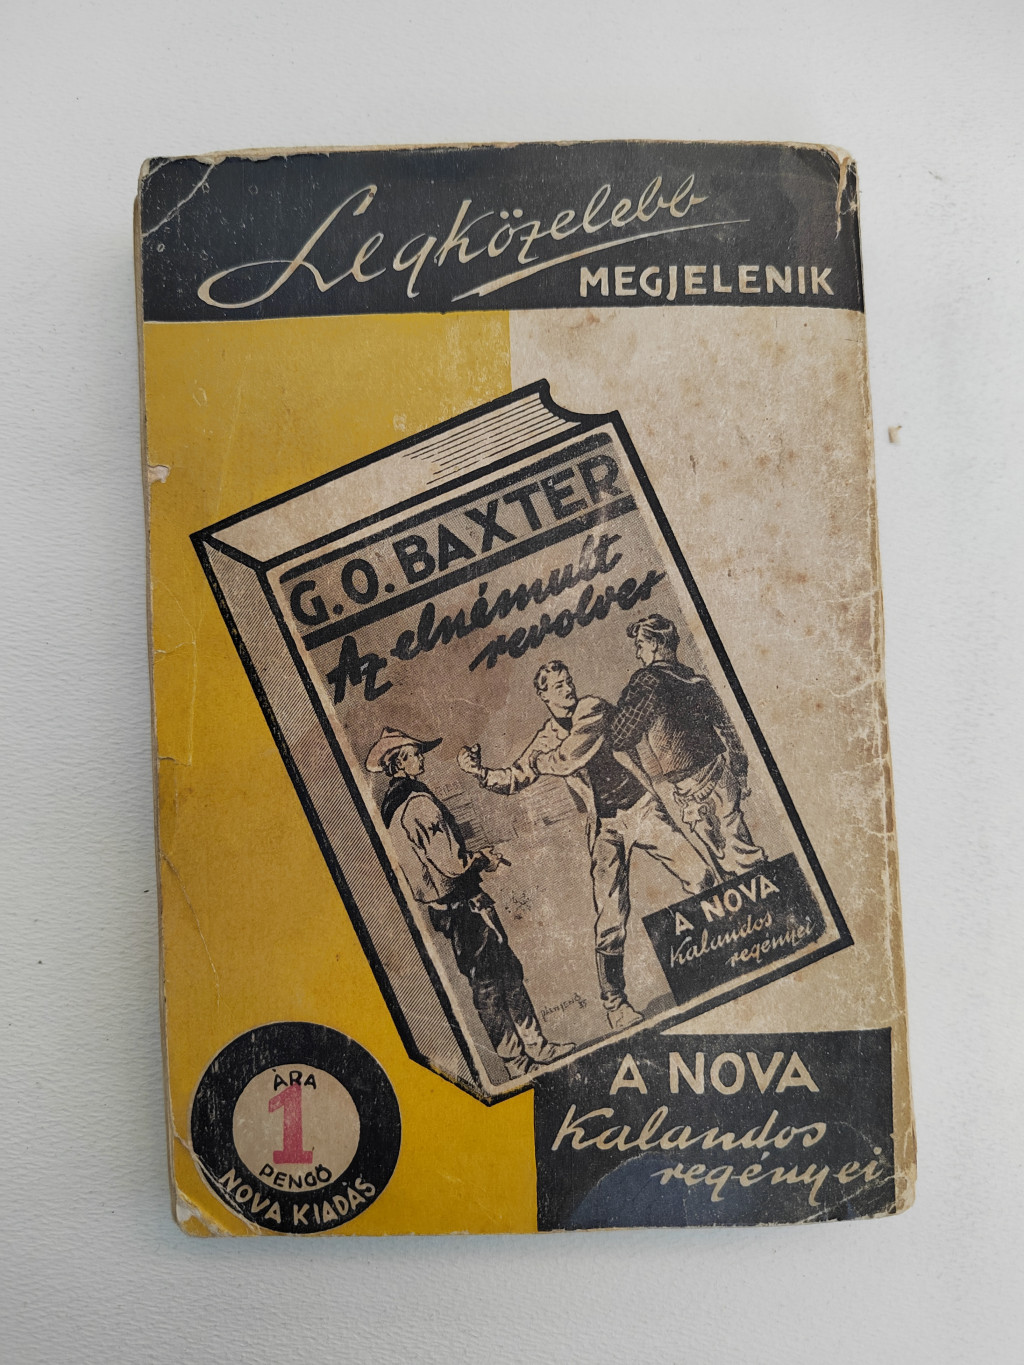 Legközelebb
MEGJELENIK
G. O. BAXTER
Az elnémult
revolver
A NOVA
Kalandos
regényei
A NOVA
Kalandos
regényei
ÁRA
1
PENGŐ
NOVA KIADÁS